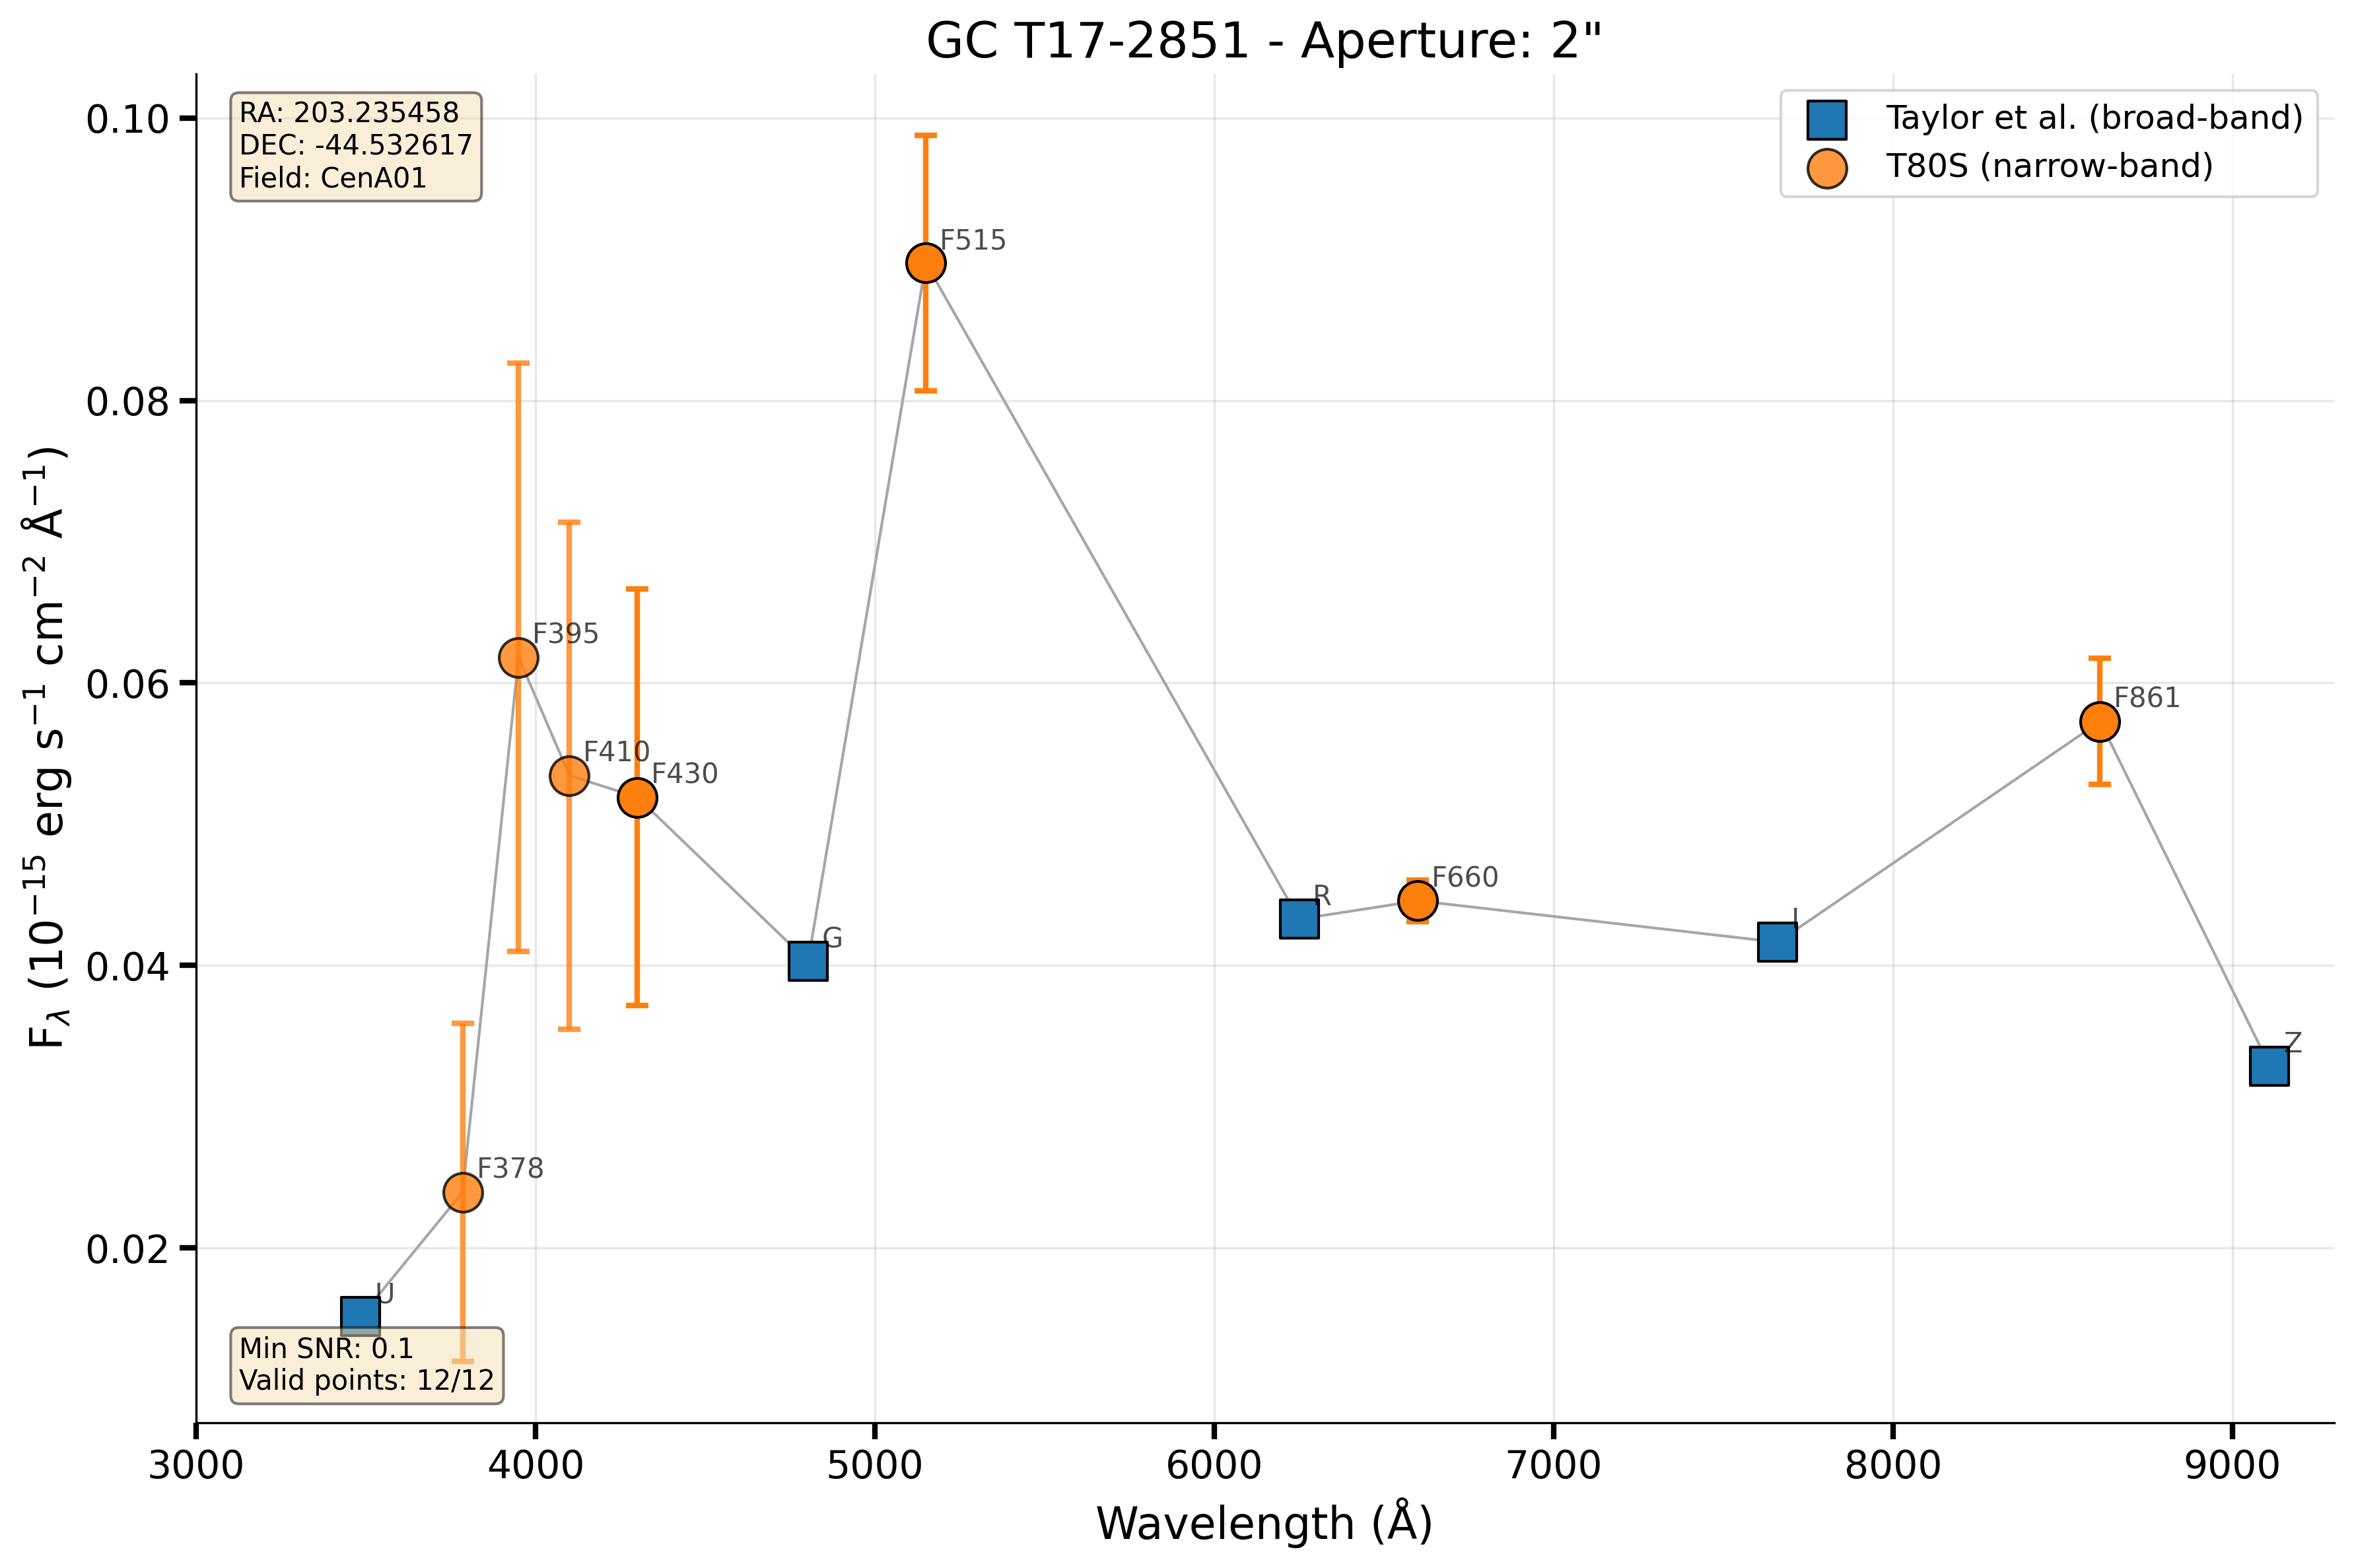 GC T17-2851 - Aperture: 2"
RA: 203.235458
DEC: -44.532617
Field: CenA01
Taylor et al. (broad-band)
T80S (narrow-band)
0.10
0.08
0.06
0.04
0.02
F_λ (10⁻¹⁵ erg s⁻¹ cm⁻² Å⁻¹)
F515
F395
F410
F430
F861
F660
R
I
G
Z
F378
U
Min SNR: 0.1
Valid points: 12/12
3000 4000 5000 6000 7000 8000 9000
Wavelength (Å)